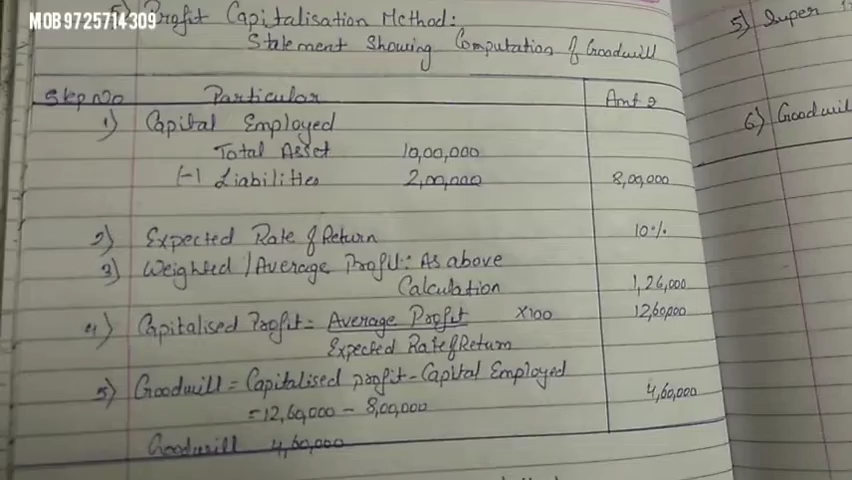 MOB 9725714309
5) Profit Capitalisation Method:
Statement Showing Computation of Goodwill
Step no Particular Amt ₹
1) Capital Employed
Total Asset 10,00,000
(-) Liabilities 2,00,000 8,00,000
2) Expected Rate of Return 10%
3) Weighted / Average Profit: As above
Calculation 1,26,000
4) Capitalised Profit = Average Profit X100 12,60,000
Expected Rate of Return
5) Goodwill = Capitalised profit - Capital Employed
= 12,60,000 - 8,00,000 4,60,000
Goodwill 4,60,000
5) Super
6) Goodwill